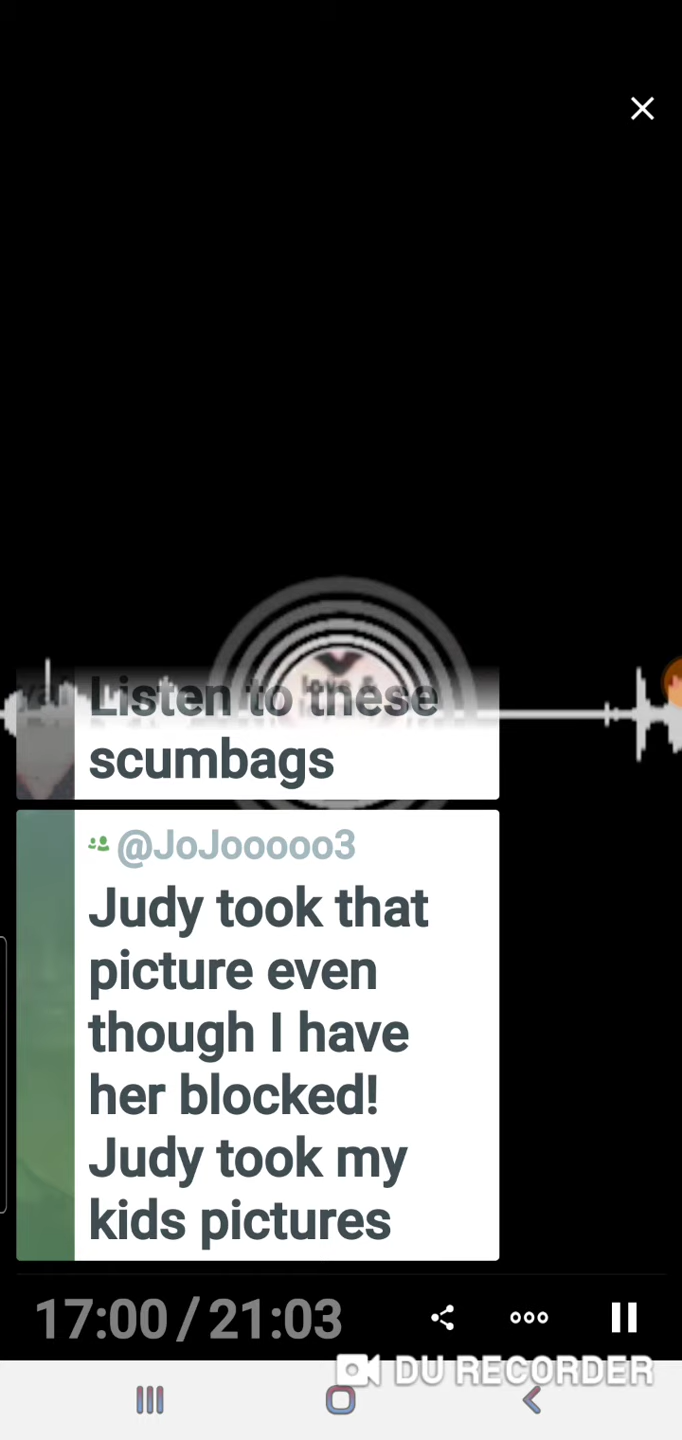 Listen to these
scumbags
@JoJooooo3
Judy took that
picture even
though I have
her blocked!
Judy took my
kids pictures
17:00 / 21:03
DU RECORDER